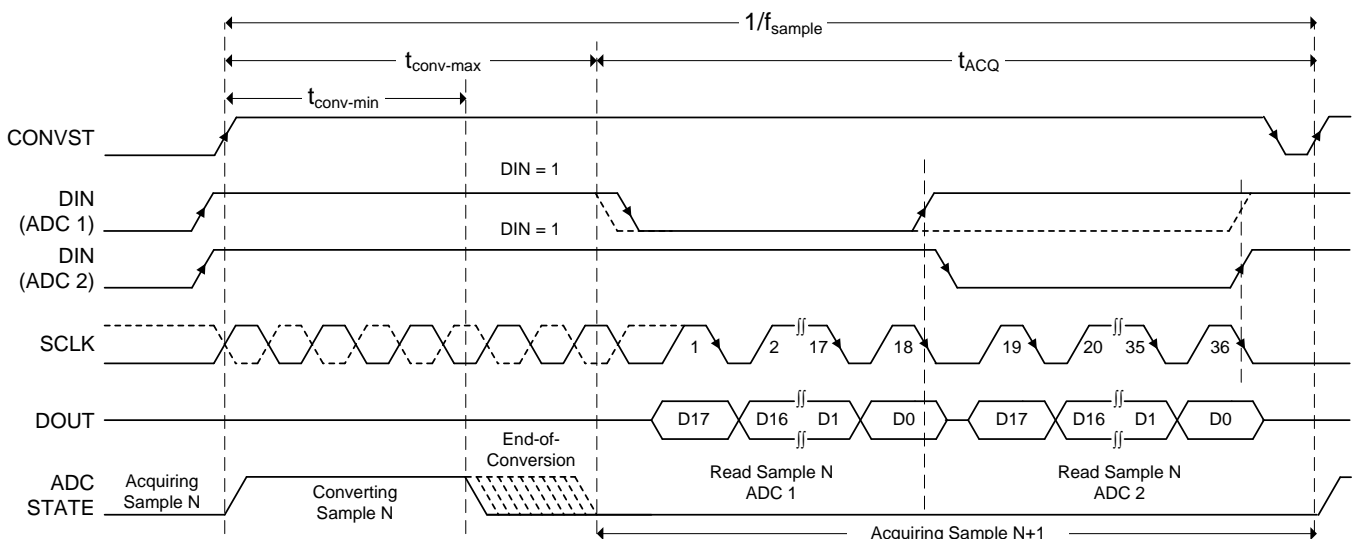 1/fsample
tconv-max
tACQ
tconv-min
CONVST
DIN = 1
DIN
(ADC 1)
DIN = 1
DIN
(ADC 2)
SCLK
1
2
17
18
19
20
35
36
DOUT
D17
D16
D1
D0
D17
D16
D1
D0
End-of-
Conversion
ADC
STATE
Acquiring
Sample N
Converting
Sample N
Read Sample N
ADC 1
Read Sample N
ADC 2
Acquiring Sample N+1